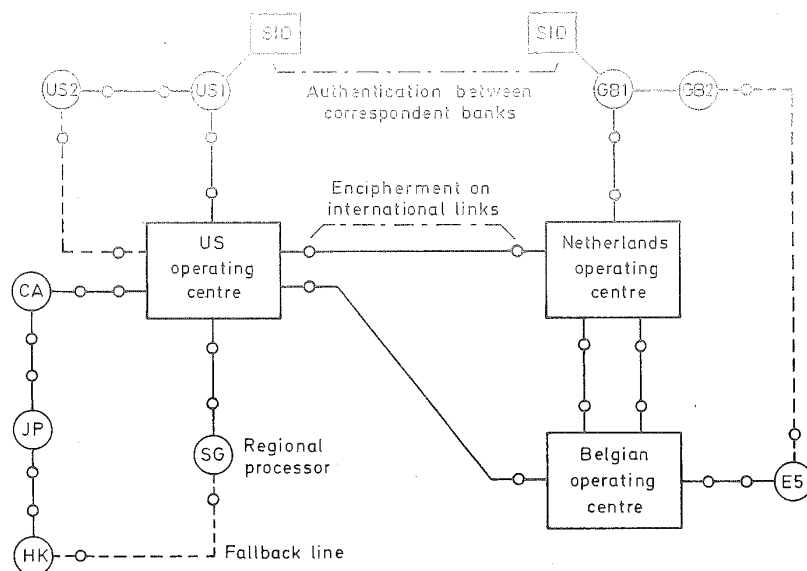 SID
SID
US2
US1
GB1
GB2
Authentication between
correspondent banks
Encipherment on
international links
US
operating
centre
Netherlands
operating
centre
CA
JP
SG
Regional
processor
Belgian
operating
centre
E5
HK
Fallback line